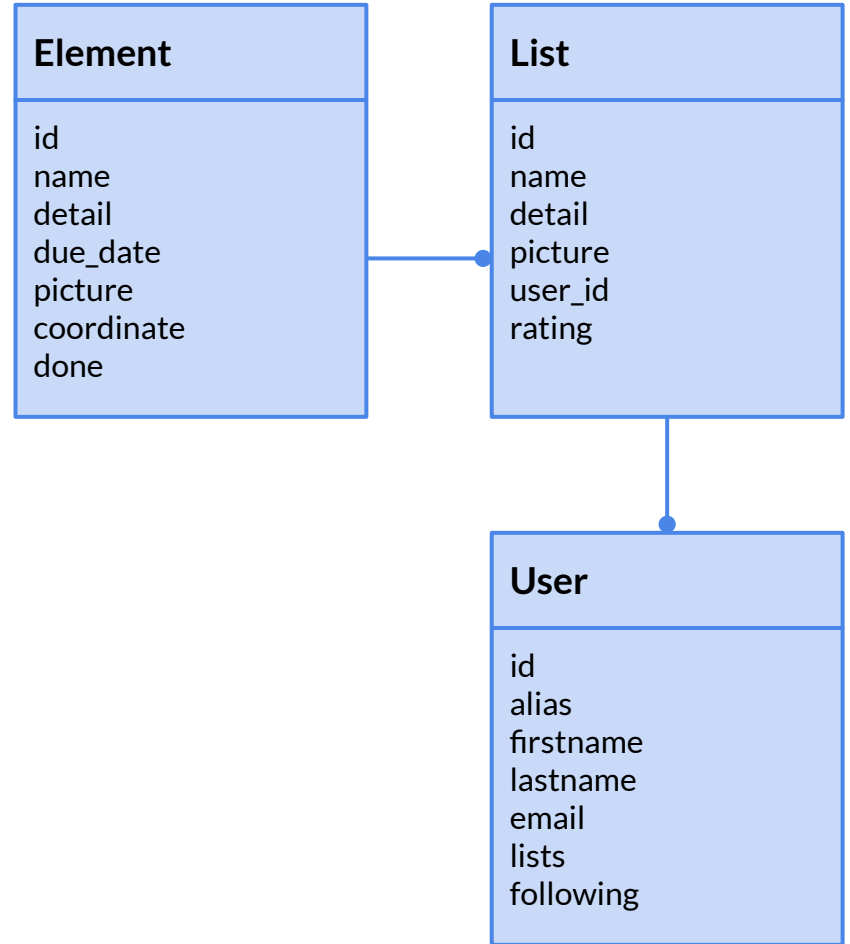 Element
id
name
detail
due_date
picture
coordinate
done
List
id
name
detail
picture
user_id
rating
User
id
alias
firstname
lastname
email
lists
following